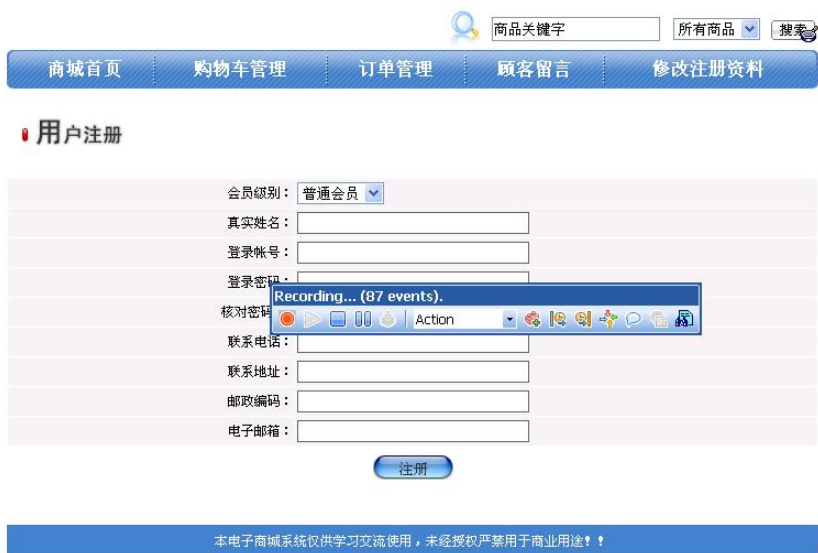 商品关键字 所有商品 搜索
商城首页 购物车管理 订单管理 顾客留言 修改注册资料
用户注册
会员级别： 普通会员
真实姓名：
登录帐号：
登录密码：
Recording... (87 events).
核对密码
Action
联系电话：
联系地址：
邮政编码：
电子邮箱：
注册
本电子商城系统仅供学习交流使用，未经授权严禁用于商业用途！！